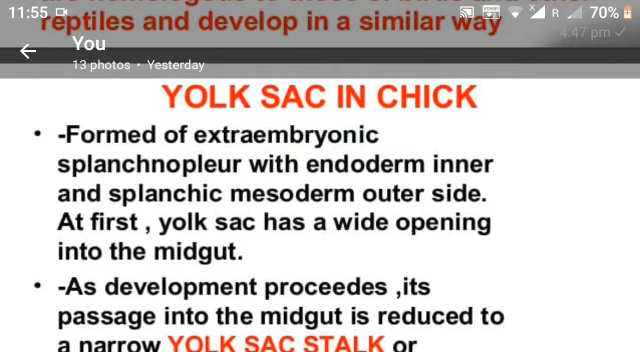 reptiles and develop in a similar way
11:55
R
70%
4:47 pm
You
13 photos • Yesterday
YOLK SAC IN CHICK
• -Formed of extraembryonic
splanchnopleur with endoderm inner
and splanchic mesoderm outer side.
At first , yolk sac has a wide opening
into the midgut.
• -As development proceedes ,its
passage into the midgut is reduced to
a narrow YOLK SAC STALK or